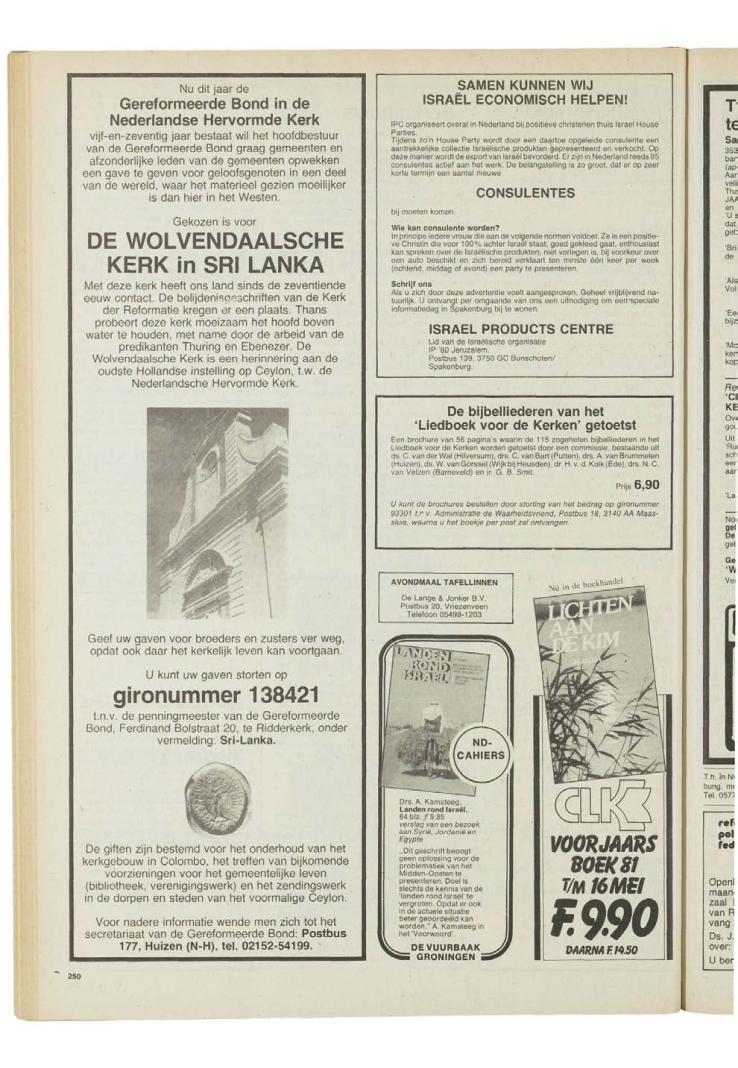 Nu dit jaar de
Gereformeerde Bond in de
Nederlandse Hervormde Kerk
vijf-en-zeventig jaar bestaat wil het hoofdbestuur
van de Gereformeerde Bond graag gemeenten en
afzonderlijke leden van de gemeenten opwekken
een gave te geven voor geloofsgenoten in een deel
van de wereld, waar het materieel gezien moeilijker
is dan hier in het Westen.
Gekozen is voor
DE WOLVENDAALSCHE
KERK in SRI LANKA
Met deze kerk heeft ons land sinds de zeventiende
eeuw contact. De belijdenisgeschriften van de Kerk
der Reformatie kregen er een plaats. Thans
probeert deze kerk moeizaam het hoofd boven
water te houden, met name door de arbeid van de
predikanten Thuring en Ebenezer. De
Wolvendaalsche Kerk is een herinnering aan de
oudste Hollandse instelling op Ceylon, t.w. de
Nederlandsche Hervormde Kerk.
Geef uw gaven voor broeders en zusters ver weg,
opdat ook daar het kerkelijk leven kan voortgaan.
U kunt uw gaven storten op
gironummer 138421
t.n.v. de penningmeester van de Gereformeerde
Bond, Ferdinand Bolstraat 20, te Ridderkerk, onder
vermelding: Sri-Lanka.
De giften zijn bestemd voor het onderhoud van het
kerkgebouw in Colombo, het treffen van bijkomende
voorzieningen voor het gemeentelijke leven
(bibliotheek, verenigingswerk) en het zendingswerk
in de dorpen en steden van het voormalige Ceylon.
Voor nadere informatie wende men zich tot het
secretariaat van de Gereformeerde Bond: Postbus
177, Huizen (N-H), tel. 02152-54199.
250
SAMEN KUNNEN WIJ
ISRAËL ECONOMISCH HELPEN!
IPC organiseert overal in Nederland bij positieve christenen thuis Israel House
Parties.
Tijdens zo'n House Party wordt door een daartoe opgeleide consulente een
aantrekkelijke collectie Israëlische produkten gepresenteerd en verkocht. Op
deze manier wordt de export van Israël bevorderd. Er zijn in Nederland reeds 85
consulentes actief aan het werk. De belangstelling is zo groot, dat er op zeer
korte termijn een aantal nieuwe
CONSULENTES
bij moeten komen.
Wie kan consulente worden?
In principe iedere vrouw die aan de volgende normen voldoet. Ze is een positie-
ve Christin die voor 100% achter Israël staat, goed gekleed gaat, enthousiast
kan spreken over de Israëlische produkten, niet verlegen is, bij voorkeur over
een auto beschikt en zich bereid verklaart ten minste één keer per week
(ochtend, middag of avond) een party te presenteren.
Schrijf ons
Als u zich door deze advertentie voelt aangesproken. Geheel vrijblijvend na-
tuurlijk. U ontvangt per omgaande van ons een uitnodiging om een speciale
informatiedag in Spakenburg bij te wonen.
ISRAEL PRODUCTS CENTRE
Lid van de Israëlische organisatie
IP '80 Jeruzalem.
Postbus 139, 3750 GC Bunschoten/
Spakenburg.
De bijbelliederen van het
'Liedboek voor de Kerken' getoetst
Een brochure van 56 pagina's waarin de 115 zogeheten bijbelliederen in het
Liedboek voor de Kerken worden getoetst door een commissie, bestaande uit
ds. C. van der Wal (Hilversum), drs. C. van Bart (Putten), drs. A. van Brummelen
(Huizen), ds. W. van Gorssel (Wijk bij Heusden), dr. H. v. d. Kolk (Ede), drs. N. C.
van Velzen (Barneveld) en ir. G. B. Smit.
Prijs 6,90
U kunt de brochures bestellen door storting van het bedrag op gironummer
93301 t.n v. Administratie de Waarheidsvriend, Postbus 18, 3140 AA Maas-
sluis, waarna u het boekje per post zal ontvangen.
AVONDMAAL TAFELLINNEN
De Lange & Jonker B.V.
Postbus 20, Vriezenveen
Telefoon 05499-1203
LANDEN
ROND
ISRAËL
ND-
CAHIERS
Drs. A. Kamsteeg,
Landen rond Israël.
64 blz. ƒ 9,85
verslag van een bezoek
aan Syrië, Jordanië en
Egypte
„Dit geschrift beoogt
geen oplossing voor de
problematiek van het
Midden-Oosten te
presenteren. Doel is
slechts de kennis van de
'landen rond Israël' te
vergroten. Opdat er ook
in de actuele situatie
beter geoordeeld kan
worden." A. Kamsteeg in
het 'Voorwoord'.
DE VUURBAAK
GRONINGEN
Nu in de boekhandel
LICHTEN
AAN
DE KIM
CLK
VOORJAARS
BOEK 81
T/M 16 MEI
F. 9.90
DAARNA F. 14.50
T.h. in
bung.
Tel. 0577
ref
pol
fed
Openl
maan
zaal
van R
vang
Ds. J.
over:
U ber